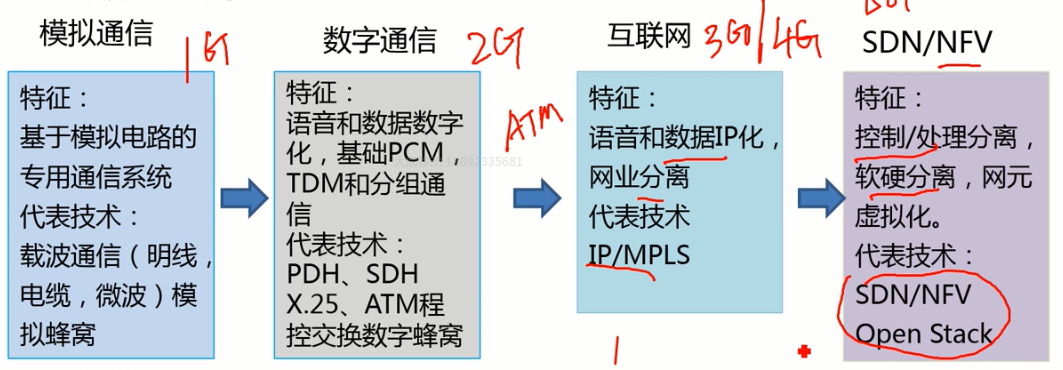 模拟通信
1G
特征：
基于模拟电路的
专用通信系统
代表技术：
载波通信（明线，
电缆，微波）模
拟蜂窝
数字通信
2G
特征：
语音和数据数字
化，基础PCM，
TDM和分组通
信
代表技术：
PDH、SDH
X.25、ATM程
控交换数字蜂窝
ATM
互联网
3G/4G
特征：
语音和数据IP化，
网业分离
代表技术
IP/MPLS
SDN/NFV
特征：
控制/处理分离，
软硬分离，网元
虚拟化。
代表技术：
SDN/NFV
Open Stack